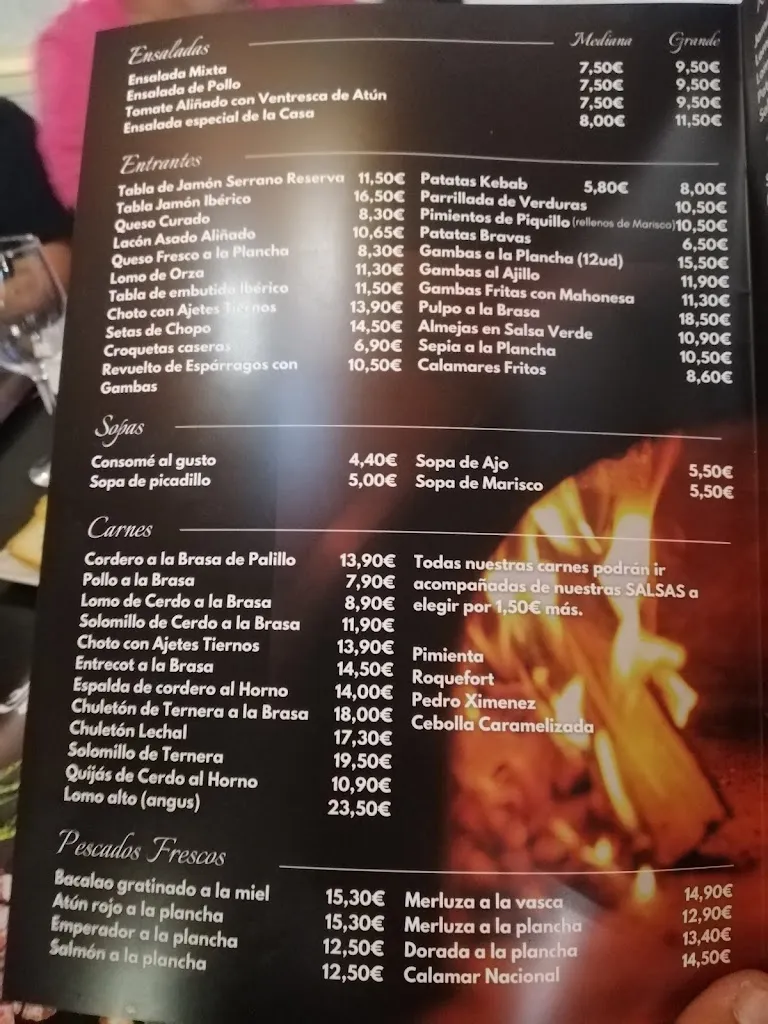 Ensaladas Mediana Grande
Ensalada Mixta 7,50€ 9,50€
Ensalada de Pollo 7,50€ 9,50€
Tomate Aliñado con Ventresca de Atún 7,50€ 9,50€
Ensalada especial de la Casa 8,00€ 11,50€
Entrantes
Tabla de Jamón Serrano Reserva 11,50€
Tabla Jamón Ibérico 16,50€
Queso Curado 8,30€
Lacón Asado Aliñado 10,65€
Queso Fresco a la Plancha 8,30€
Lomo de Orza 11,30€
Tabla de embutido Ibérico 11,50€
Choto con Ajetes Tiernos 13,90€
Setas de Chopo 14,50€
Croquetas caseras 6,90€
Revuelto de Espárragos con 10,50€
Gambas
Patatas Kebab 5,80€ 8,00€
Parrillada de Verduras 10,50€
Pimientos de Piquillo (rellenos de Marisco) 10,50€
Patatas Bravas 6,50€
Gambas a la Plancha (12ud) 15,50€
Gambas al Ajillo 11,90€
Gambas Fritas con Mahonesa 11,30€
Pulpo a la Brasa 18,50€
Almejas en Salsa Verde 10,90€
Sepia a la Plancha 10,50€
Calamares Fritos 8,60€
Sopas
Consomé al gusto 4,40€
Sopa de picadillo 5,00€
Sopa de Ajo 5,50€
Sopa de Marisco 5,50€
Carnes
Cordero a la Brasa de Palillo 13,90€
Pollo a la Brasa 7,90€
Lomo de Cerdo a la Brasa 8,90€
Solomillo de Cerdo a la Brasa 11,90€
Choto con Ajetes Tiernos 13,90€
Entrecot a la Brasa 14,50€
Espalda de cordero al Horno 14,00€
Chuletón de Ternera a la Brasa 18,00€
Chuletón Lechal 17,30€
Solomillo de Ternera 19,50€
Quijás de Cerdo al Horno 10,90€
Lomo alto (angus) 23,50€
Todas nuestras carnes podrán ir
acompañadas de nuestras SALSAS a
elegir por 1,50€ más.
Pimienta
Roquefort
Pedro Ximenez
Cebolla Caramelizada
Pescados Frescos
Bacalao gratinado a la miel 15,30€
Atún rojo a la plancha 15,30€
Emperador a la plancha 12,50€
Salmón a la plancha 12,50€
Merluza a la vasca 14,90€
Merluza a la plancha 12,90€
Dorada a la plancha 13,40€
Calamar Nacional 14,50€